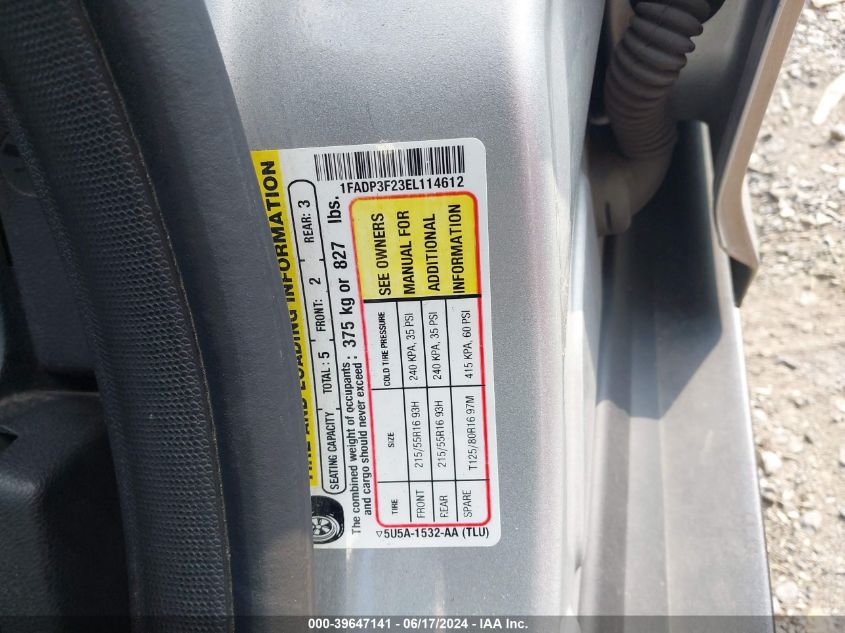 TIRE AND LOADING INFORMATION
SEATING CAPACITY TOTAL: 5 FRONT: 2 REAR: 3
The combined weight of occupants and cargo should never exceed: 375 kg or 827 lbs.
1FADP3F23EL114612
TIRE SIZE COLD TIRE PRESSURE
FRONT 215/55R16 93H 240 KPA, 35 PSI
REAR 215/55R16 93H 240 KPA, 35 PSI
SPARE T125/80R16 97M 415 KPA, 60 PSI
SEE OWNERS
MANUAL FOR
ADDITIONAL
INFORMATION
5U5A-1532-AA (TLU)
000-39647141 - 06/17/2024 - IAA Inc.